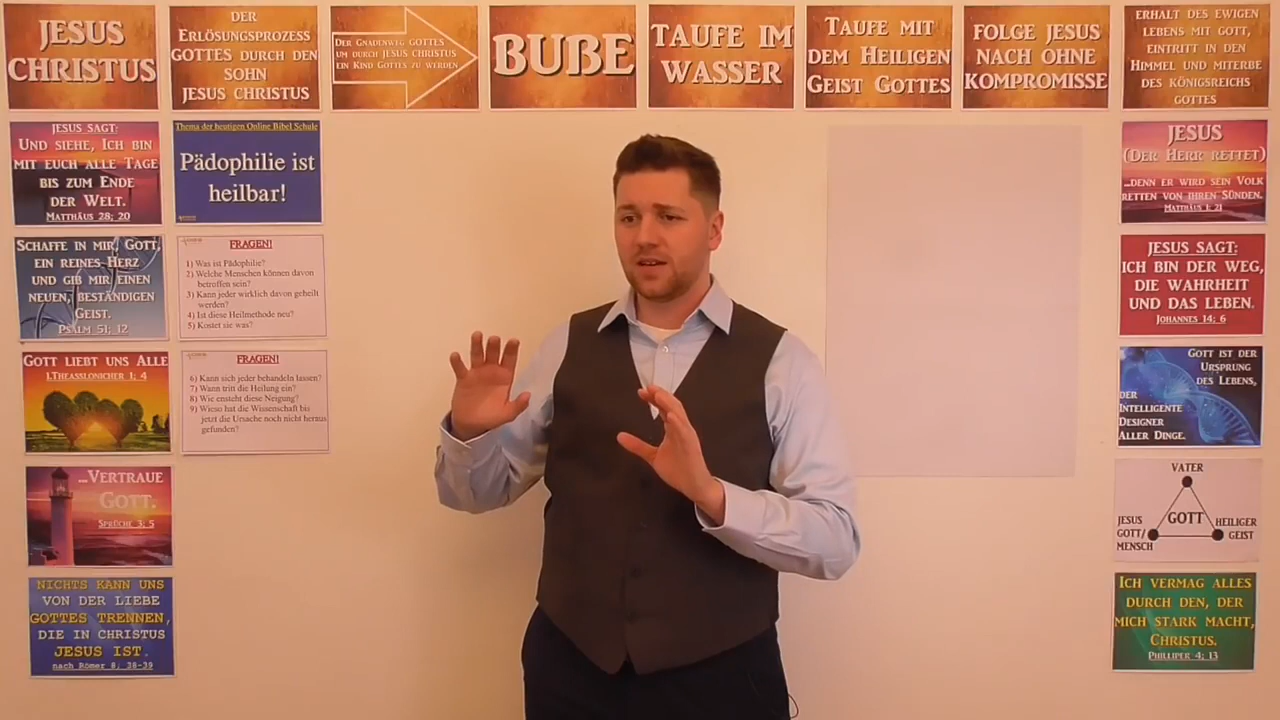 JESUS
CHRISTUS
DER
ERLÖSUNGSPROZESS
GOTTES DURCH DEN
SOHN
JESUS CHRISTUS
DER GNADENWEG GOTTES
UM DURCH JESUS CHRISTUS
EIN KIND GOTTES ZU WERDEN
BUßE
TAUFE IM
WASSER
TAUFE MIT
DEM HEILIGEN
GEIST GOTTES
FOLGE JESUS
NACH OHNE
KOMPROMISSE
ERHALT DES EWIGEN
LEBENS MIT GOTT,
EINTRITT IN DEN
HIMMEL UND MITERBE
DES KÖNIGSREICHS
GOTTES
JESUS SAGT:
UND SIEHE, ICH BIN
MIT EUCH ALLE TAGE
BIS ZUM ENDE
DER WELT.
MATTHÄUS 28; 20
Thema der heutigen Online Bibel Schule
Pädophilie ist
heilbar!
SCHAFFE IN MIR, GOTT,
EIN REINES HERZ
UND GIB MIR EINEN
NEUEN, BESTÄNDIGEN
GEIST.
PSALM 51; 12
FRAGEN!
1) Was ist Pädophilie?
2) Welche Menschen können davon
betroffen sein?
3) Kann jeder wirklich davon geheilt
werden?
4) Ist diese Heilmethode neu?
5) Kostet sie was?
GOTT LIEBT UNS ALLE
1.THEASSLONICHER 1; 4
FRAGEN!
6) Kann sich jeder behandeln lassen?
7) Wann tritt die Heilung ein?
8) Wie ensteht diese Neigung?
9) Wieso hat die Wissenschaft bis
jetzt die Ursache noch nicht heraus
gefunden?
...VERTRAUE
GOTT.
SPRÜCHE 3; 5
NICHTS KANN UNS
VON DER LIEBE
GOTTES TRENNEN,
DIE IN CHRISTUS
JESUS IST.
nach Römer 8; 38-39
JESUS
(DER HERR RETTET)
...DENN ER WIRD SEIN VOLK
RETTEN VON IHREN SÜNDEN.
MATTHÄUS 1; 21
JESUS SAGT:
ICH BIN DER WEG,
DIE WAHRHEIT
UND DAS LEBEN.
JOHANNES 14; 6
GOTT IST DER
URSPRUNG
DES LEBENS,
DER
INTELLIGENTE
DESIGNER
ALLER DINGE.
VATER
GOTT
JESUS
GOTT/
MENSCH
HEILIGER
GEIST
ICH VERMAG ALLES
DURCH DEN, DER
MICH STARK MACHT,
CHRISTUS.
PHILLIPER 4; 13